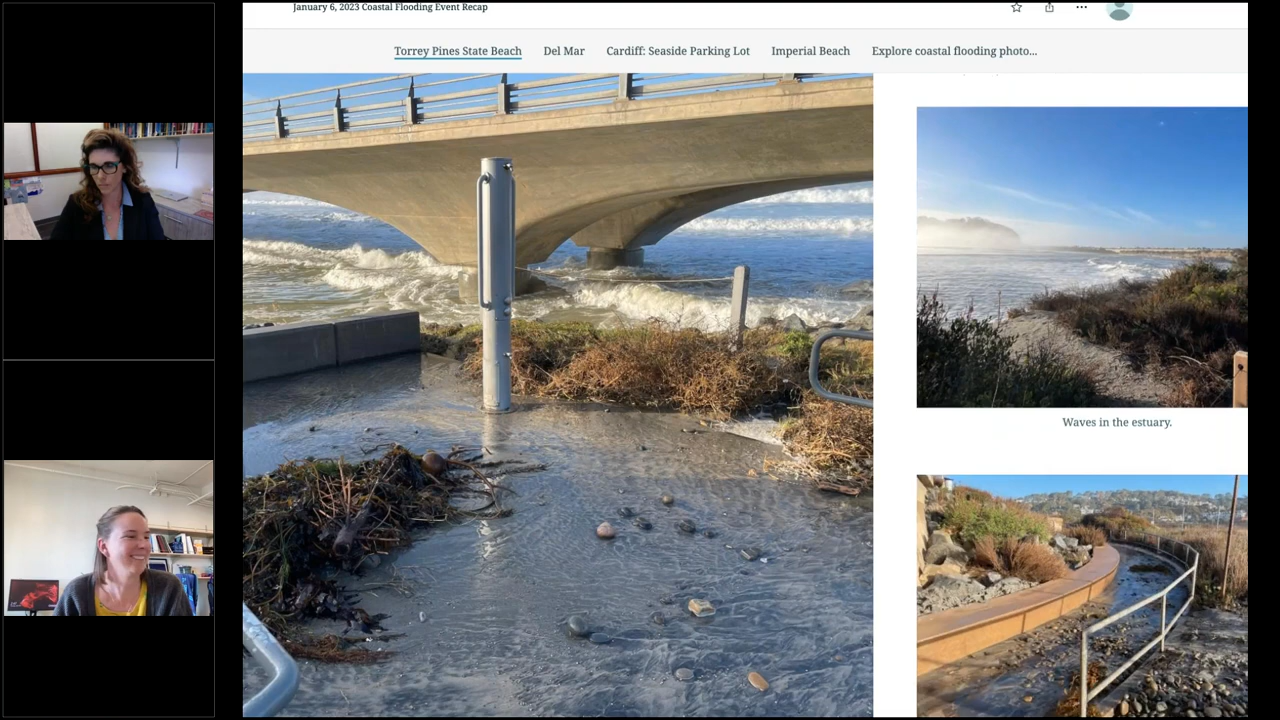 January 6, 2023 Coastal Flooding Event Recap
Torrey Pines State Beach Del Mar Cardiff: Seaside Parking Lot Imperial Beach Explore coastal flooding photo...
Waves in the estuary.